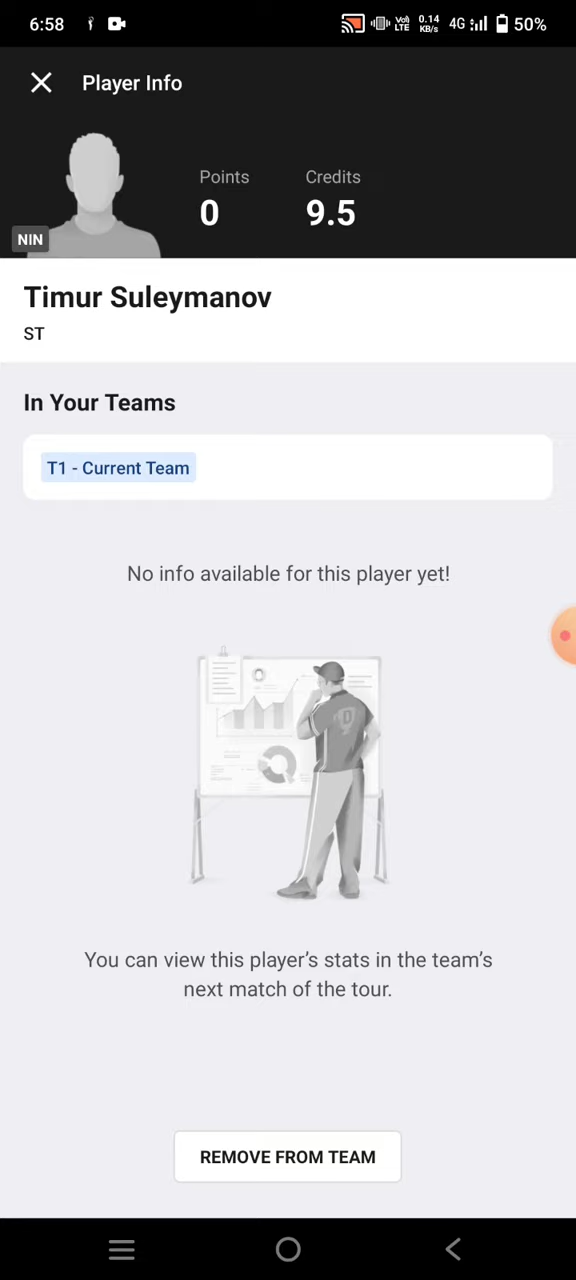 6:58
Vo) LTE
0.14 KB/s
4G
50%
Player Info
Points
Credits
0
9.5
NIN
Timur Suleymanov
ST
In Your Teams
T1 - Current Team
No info available for this player yet!
D
You can view this player’s stats in the team’s
next match of the tour.
REMOVE FROM TEAM